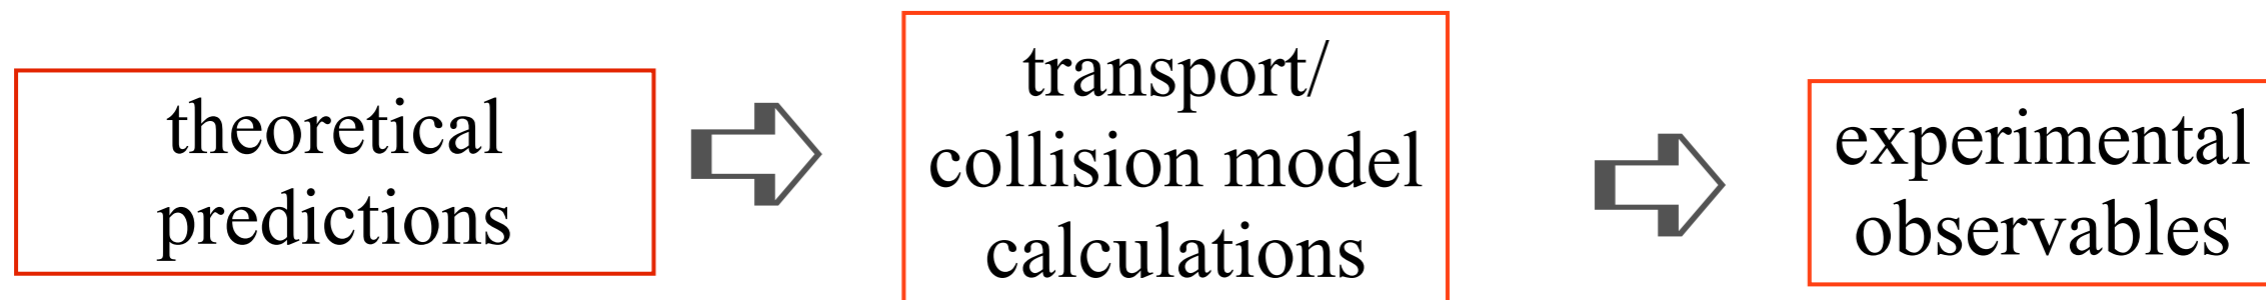 theoretical
predictions
transport/
collision model
calculations
experimental
observables